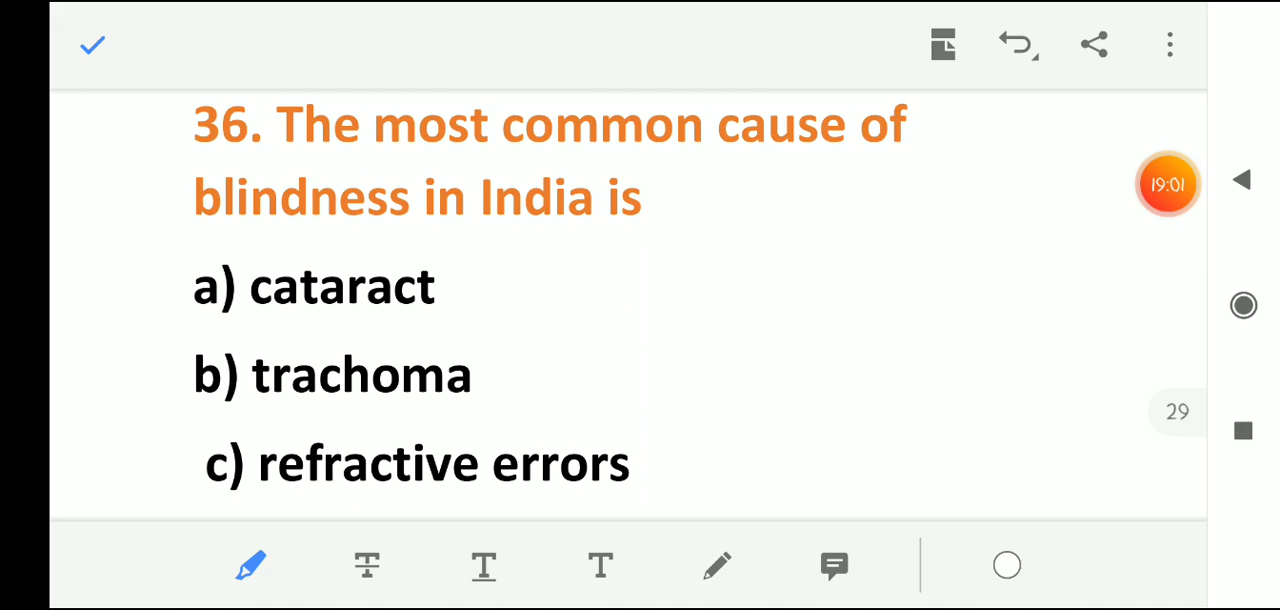 36. The most common cause of
blindness in India is
19:01
a) cataract
b) trachoma
29
c) refractive errors
T
T
T